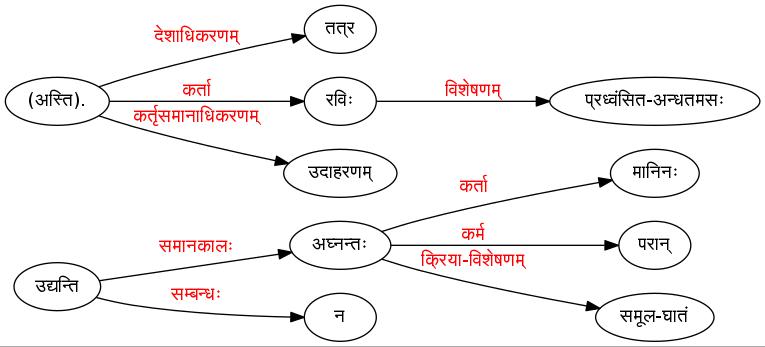 तत्र
देशाधिकरणम्
(अस्ति). कर्ता रविः विशेषणम् प्रध्वंसित-अन्धतमसः
कर्तृसमानाधिकरणम्
उदाहरणम् मानिनः
कर्ता
समानकालः अघ्नन्तः कर्म परान्
क्रिया-विशेषणम्
उद्यन्ति
सम्बन्धः
न समूल-घातं